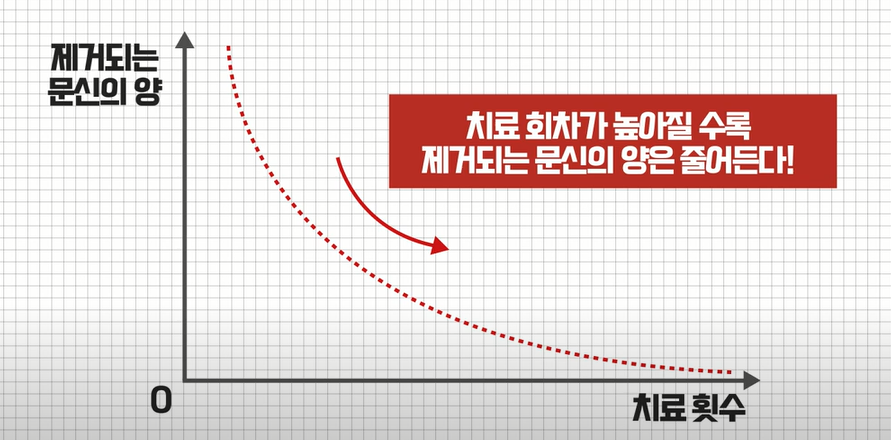 제거되는
문신의 양
치료 회차가 높아질 수록
제거되는 문신의 양은 줄어든다!
0
치료 횟수